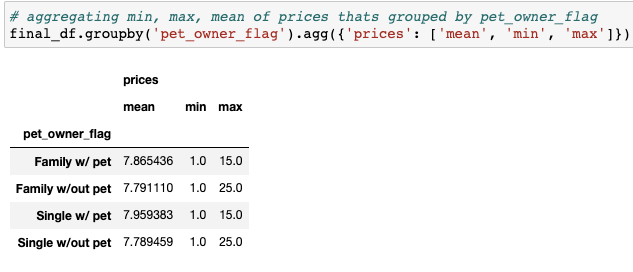 # aggregating min, max, mean of prices thats grouped by pet_owner_flag
final_df.groupby('pet_owner_flag').agg({'prices': ['mean', 'min', 'max']})
prices
mean min max
pet_owner_flag
Family w/ pet 7.865436 1.0 15.0
Family w/out pet 7.791110 1.0 25.0
Single w/ pet 7.959383 1.0 15.0
Single w/out pet 7.789459 1.0 25.0